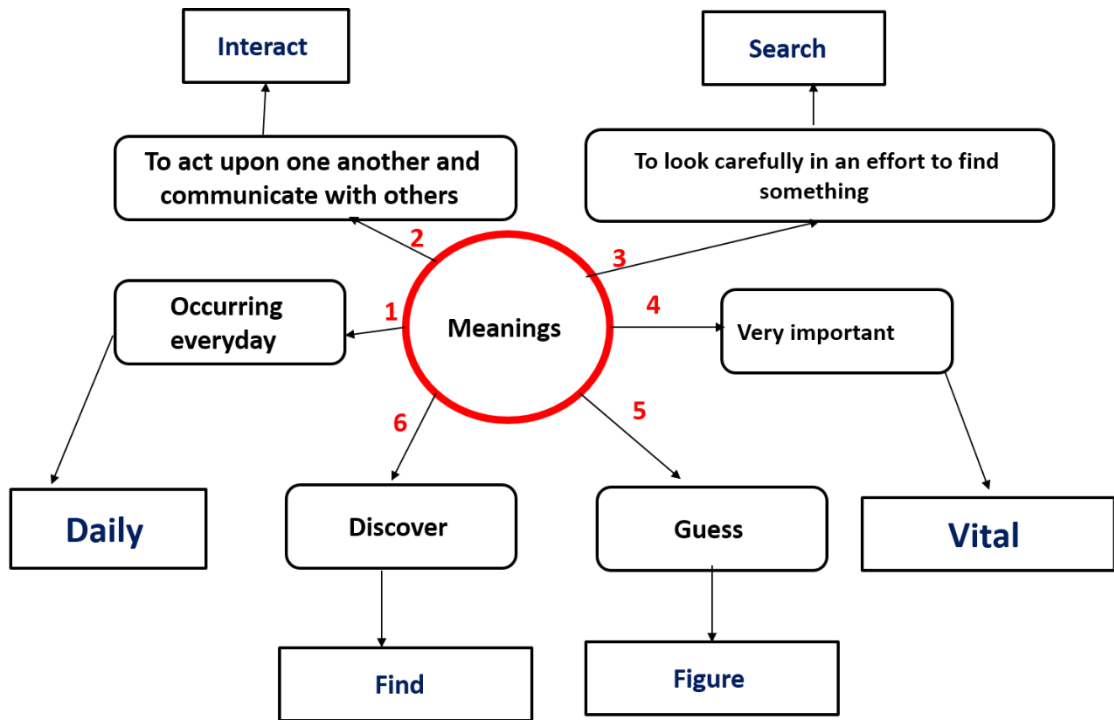 Interact
Search
To act upon one another and
communicate with others
To look carefully in an effort to find
something
2
3
1
4
Occurring
everyday
Meanings
Very important
6
5
Daily
Discover
Guess
Vital
Find
Figure